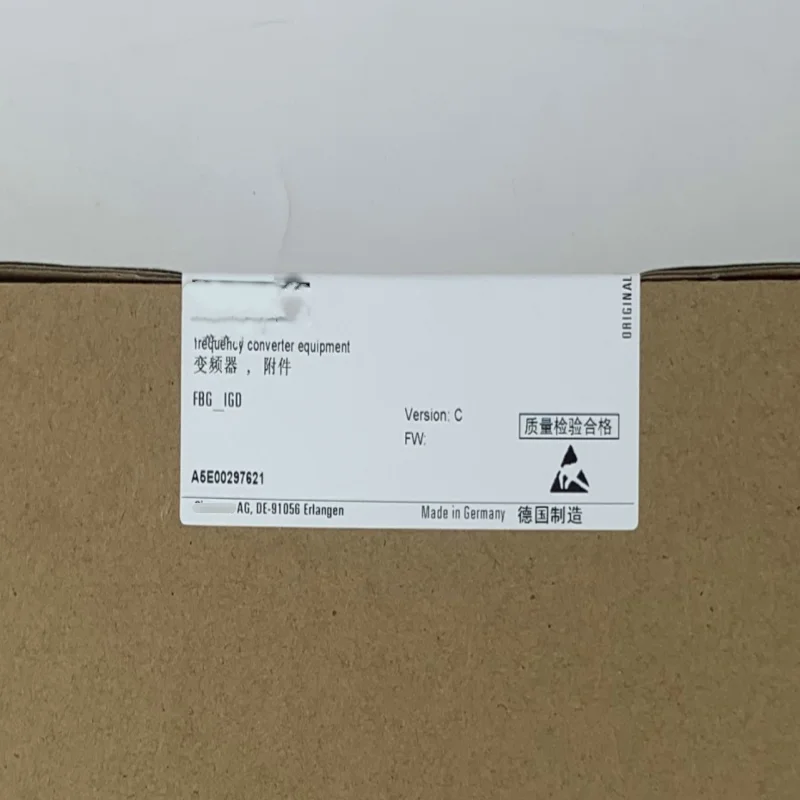 frequency converter equipment
变频器 ， 附件
FBG_IGD
Version: C
FW:
质量检验合格
A5E00297621
AG, DE-91056 Erlangen
Made in Germany 德国制造
ORIGINAL